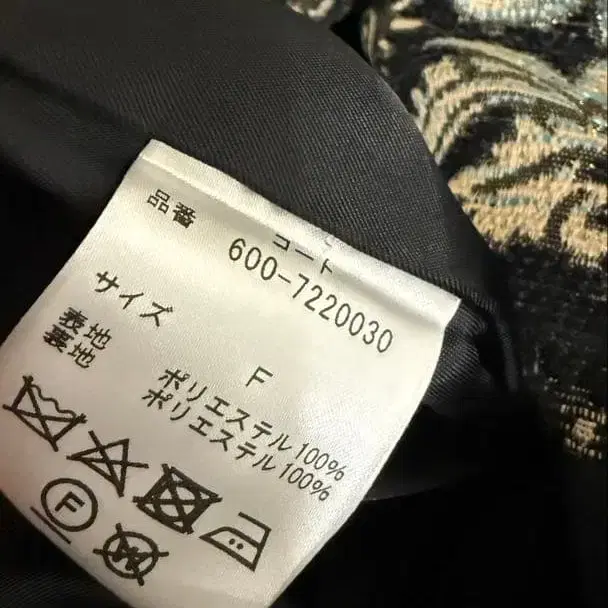 コート
品番 600-7220030
サイズ F
表地 ポリエステル100%
裏地 ポリエステル100%
F
W